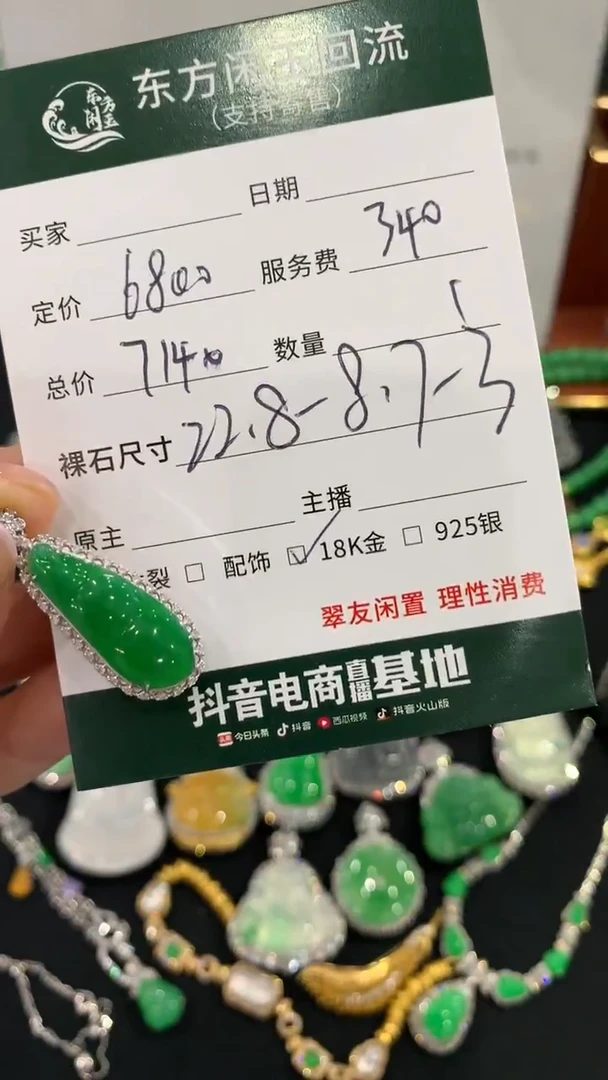 东方闲玉回流
东方闲玉
(支持寄售)
买家 日期
定价 6800 服务费 340
总价 7140 数量 1
裸石尺寸 22.8-8.7-3
原主 主播
裂 □ 配饰 ☑ 18K金 □ 925银
翠友闲置 理性消费
抖音电商直播基地
头条 今日头条 抖音 西瓜视频 抖音火山版